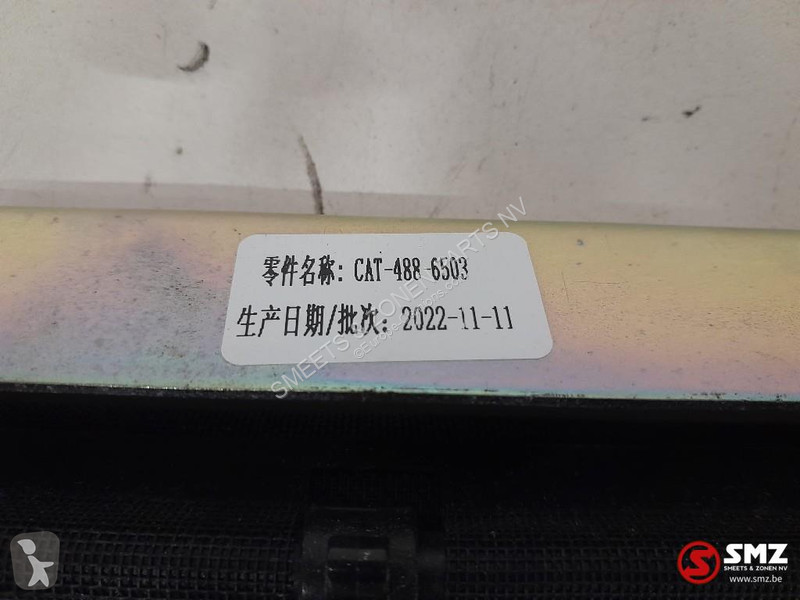 零件名称: CAT-488-6503
生产日期/批次: 2022-11-11
SMEETS & ZONEN PARTS NV
SMZ
SMEETS & ZONEN NV
www.smz.be